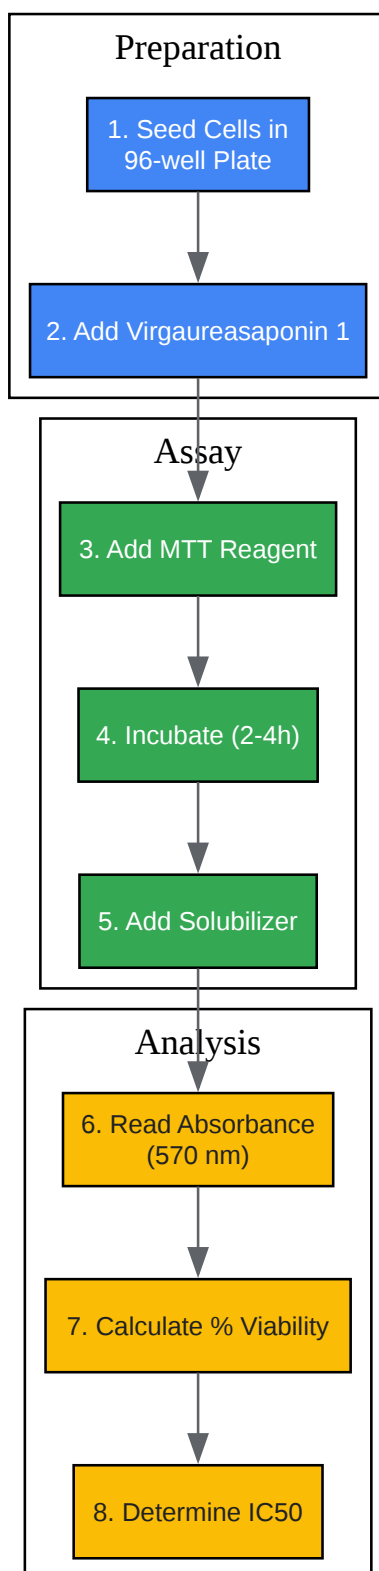 Preparation
1. Seed Cells in
96-well Plate
2. Add Virgaureasaponin 1
Assay
3. Add MTT Reagent
4. Incubate (2-4h)
5. Add Solubilizer
Analysis
6. Read Absorbance
(570 nm)
7. Calculate % Viability
8. Determine IC50